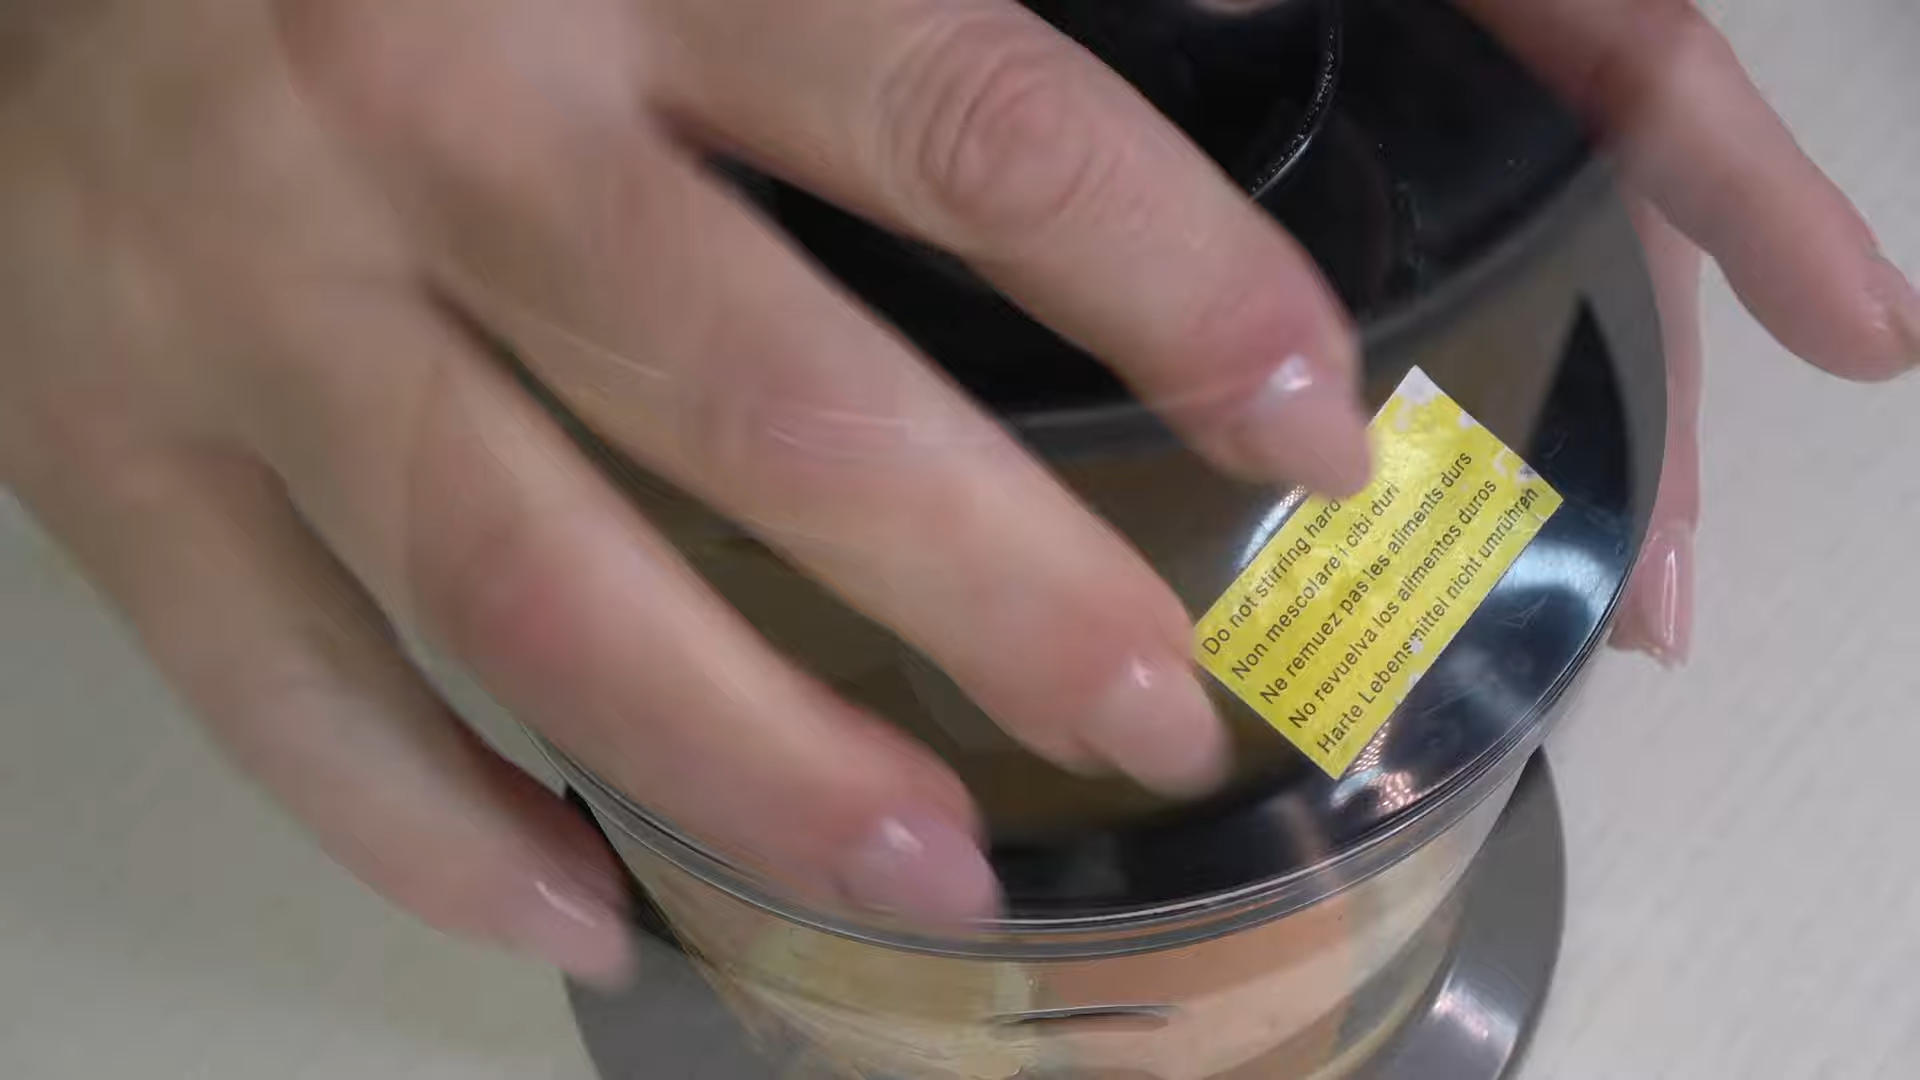 Do not stirring hard
Non mescolare i cibi duri
Ne remuez pas les aliments durs
No revuelva los alimentos duros
Harte Lebensmittel nicht umrühren